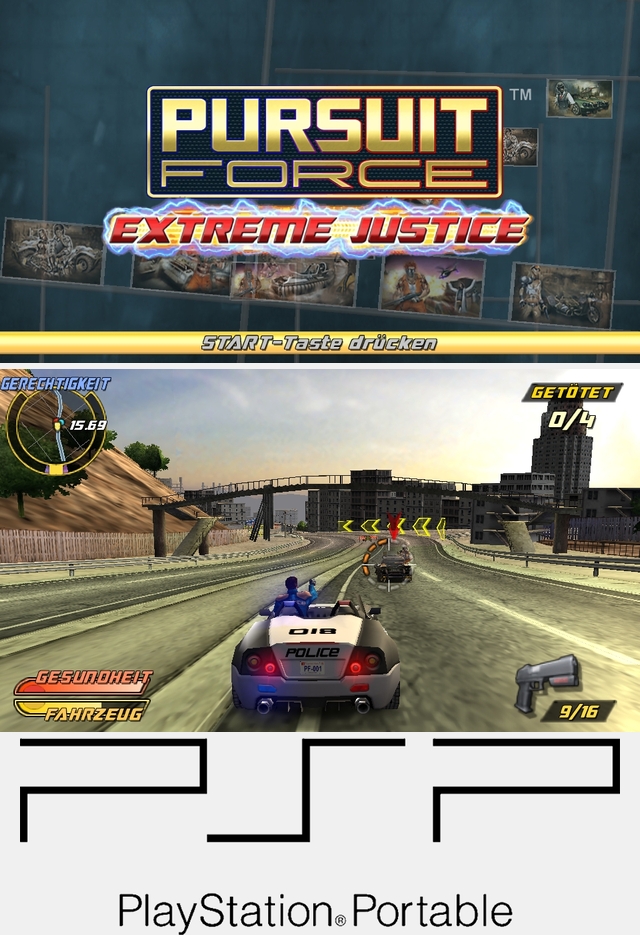 PURSUIT
FORCE
TM
EXTREME JUSTICE
START-Taste drücken
GERECHTIGKEIT
15.69
GETÖTET
0/4
018
POLICE
PF-001
GESUNDHEIT
FAHRZEUG
9/16
PSP
PlayStation® Portable